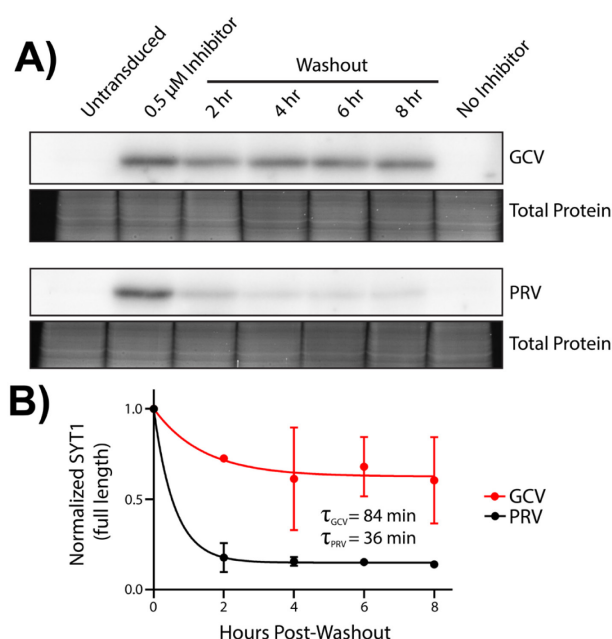 A)
Untransduced
0.5 μM Inhibitor
Washout
2 hr
4 hr
6 hr
8 hr
No Inhibitor
GCV
Total Protein
PRV
Total Protein
B)
Normalized SYT1
(full length)
1.0
0.5
0.0
τGCV= 84 min
τPRV= 36 min
GCV
PRV
0 2 4 6 8
Hours Post-Washout